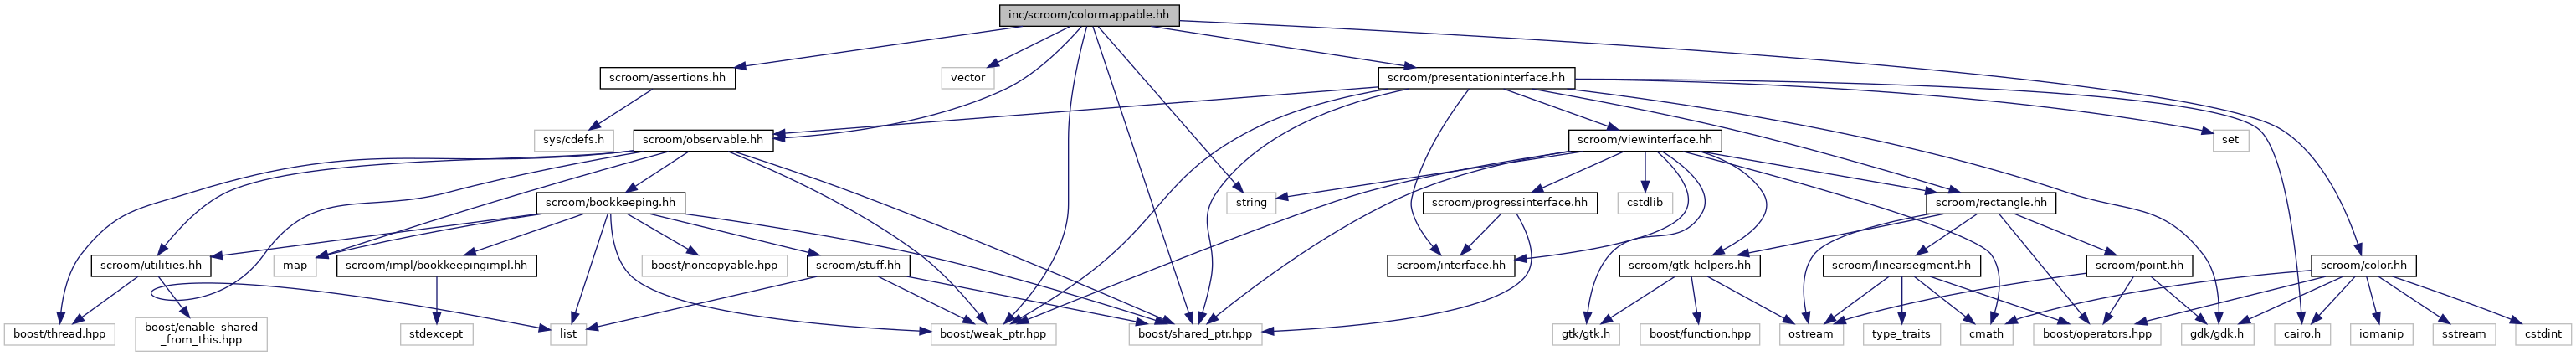 inc/scroom/colormappable.hh
scroom/assertions.hh
vector
scroom/presentationinterface.hh
sys/cdefs.h
scroom/observable.hh
scroom/viewinterface.hh
set
scroom/bookkeeping.hh
string
scroom/progressinterface.hh
cstdlib
scroom/rectangle.hh
scroom/utilities.hh
map
scroom/impl/bookkeepingimpl.hh
boost/noncopyable.hpp
scroom/stuff.hh
scroom/interface.hh
scroom/gtk-helpers.hh
scroom/linearsegment.hh
scroom/point.hh
scroom/color.hh
boost/thread.hpp
boost/enable_shared
_from_this.hpp
stdexcept
list
boost/weak_ptr.hpp
boost/shared_ptr.hpp
gtk/gtk.h
boost/function.hpp
ostream
type_traits
cmath
boost/operators.hpp
gdk/gdk.h
cairo.h
iomanip
sstream
cstdint